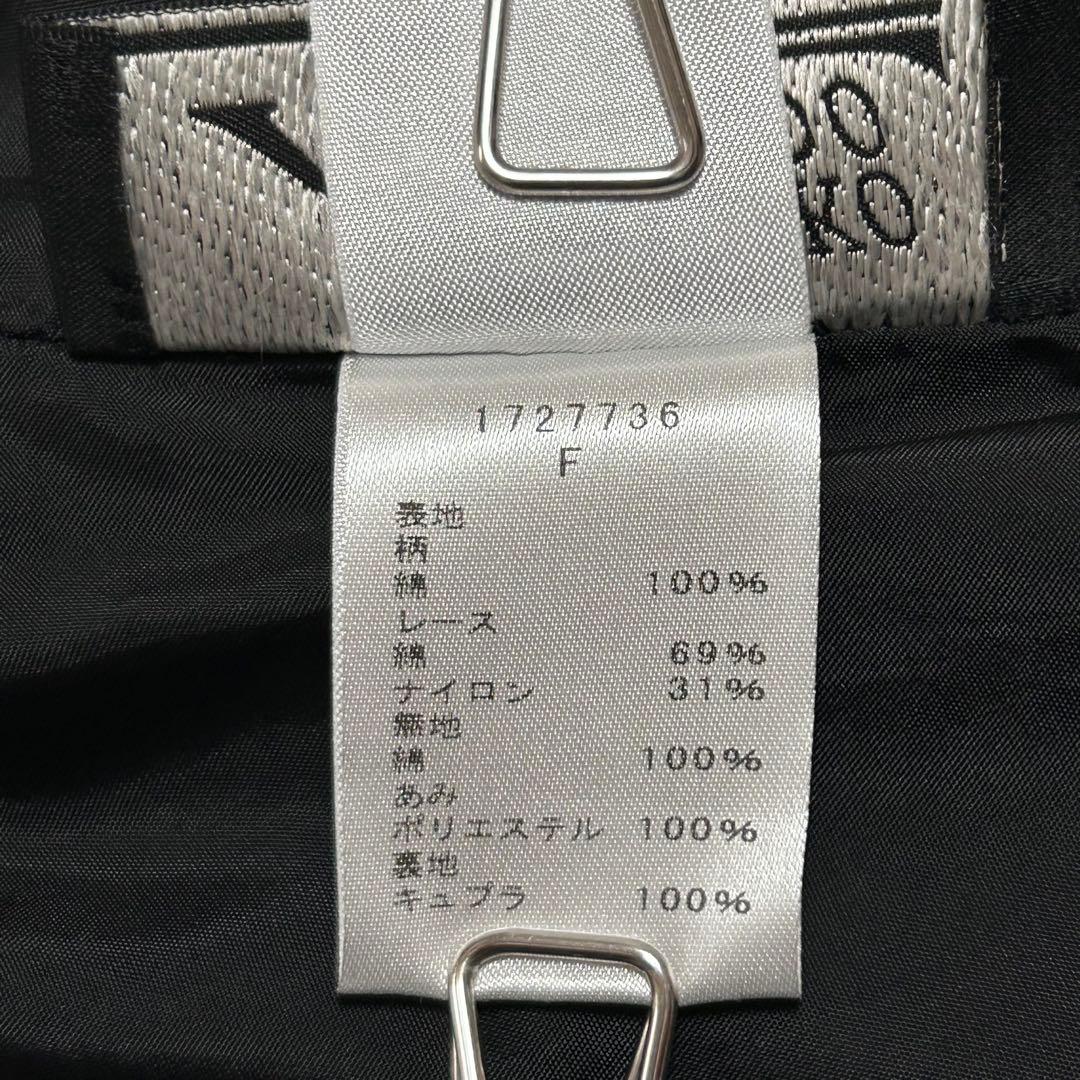 1727736
F
表地
柄
綿 100%
レース
綿 69%
ナイロン 31%
無地
綿 100%
あみ
ポリエステル 100%
裏地
キュプラ 100%